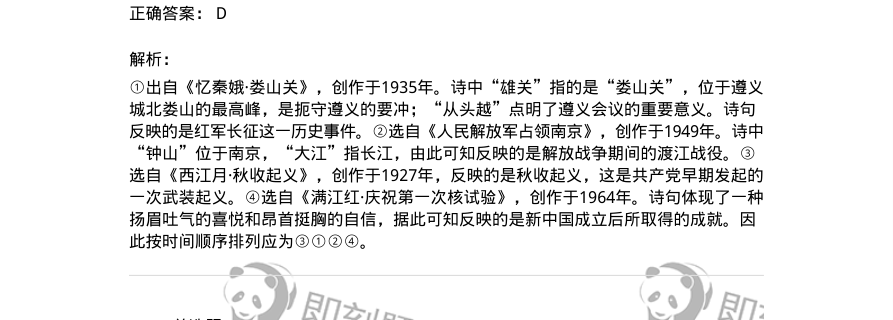 正确答案： D
解析：
①出自《忆秦娥·娄山关》，创作于1935年。诗中“雄关”指的是“娄山关”，位于遵义
城北娄山的最高峰，是扼守遵义的要冲；“从头越”点明了遵义会议的重要意义。诗句
反映的是红军长征这一历史事件。②选自《人民解放军占领南京》，创作于1949年。诗中
“钟山”位于南京，“大江”指长江，由此可知反映的是解放战争期间的渡江战役。③
选自《西江月·秋收起义》，创作于1927年，反映的是秋收起义，这是共产党早期发起的
一次武装起义。④选自《满江红·庆祝第一次核试验》，创作于1964年。诗句体现了一种
扬眉吐气的喜悦和昂首挺胸的自信，据此可知反映的是新中国成立后所取得的成就。因
此按时间顺序排列应为③①②④。